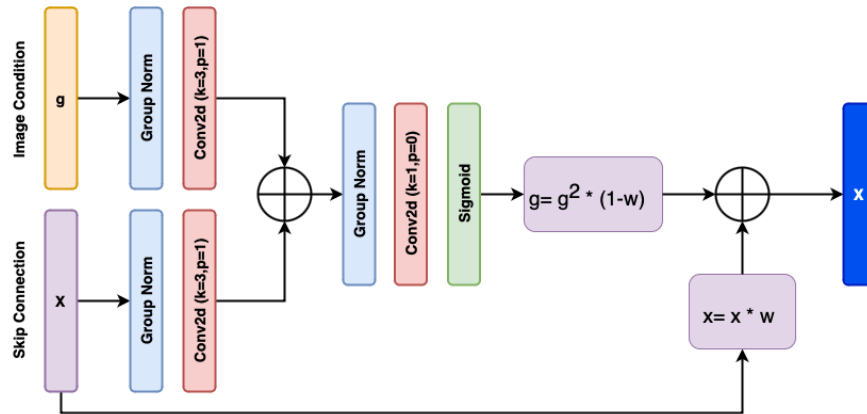 Image Condition
g
Group Norm
Conv2d (k=3,p=1)
Skip Connection
X
Group Norm
Conv2d (k=3,p=1)
Group Norm
Conv2d (k=1,p=0)
Sigmoid
g= g² * (1-w)
x= x * w
X